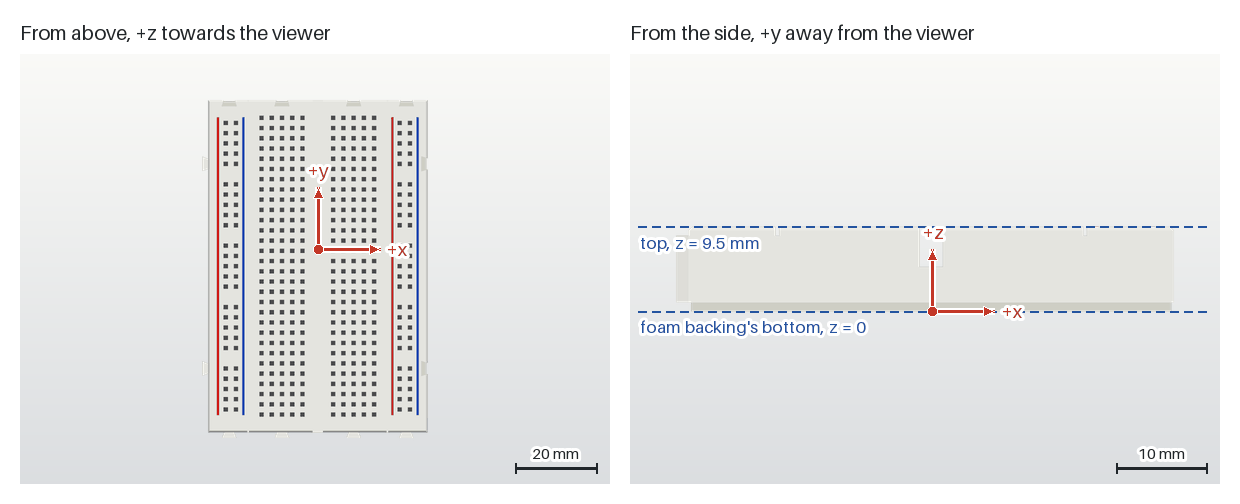 From above, +z towards the viewer
From the side, +y away from the viewer
+y
+x
20 mm
top, z = 9.5 mm
+z
+x
foam backing's bottom, z = 0
10 mm